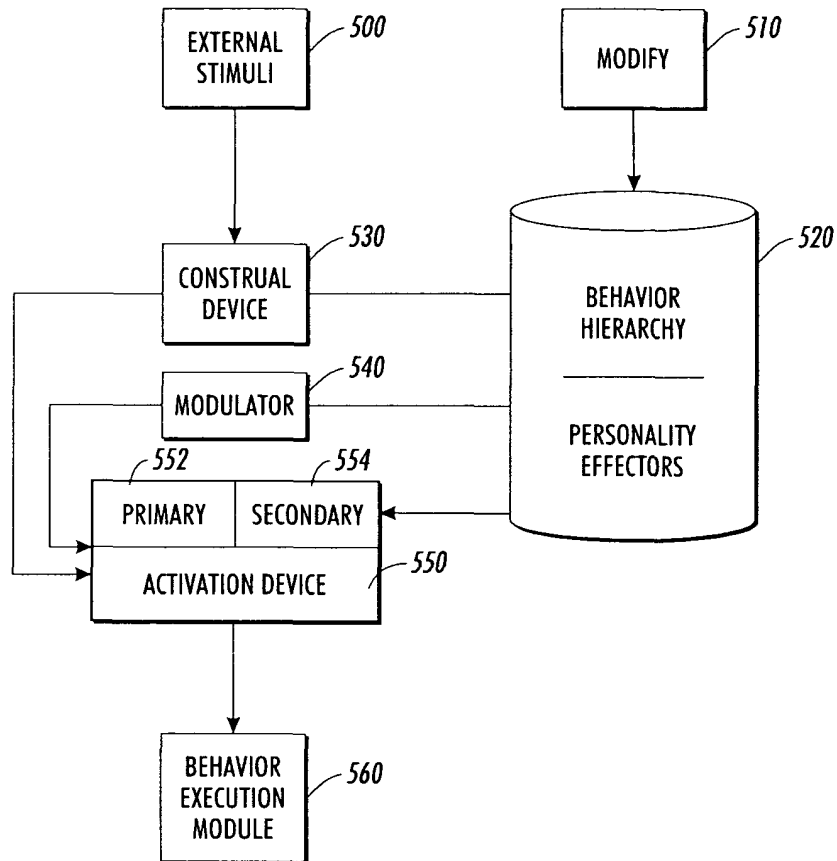 EXTERNAL
STIMULI
500
MODIFY
510
CONSTRUAL
DEVICE
530
BEHAVIOR
HIERARCHY
PERSONALITY
EFFECTORS
520
MODULATOR
540
552
554
PRIMARY
SECONDARY
ACTIVATION DEVICE
550
BEHAVIOR
EXECUTION
MODULE
560